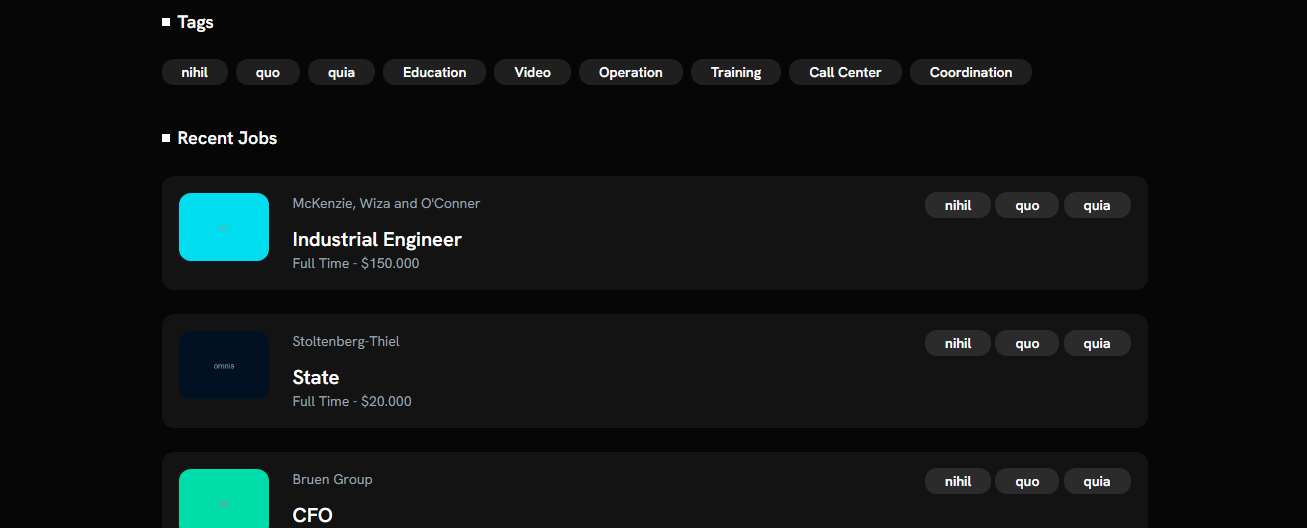 Tags
nihil quo quia Education Video Operation Training Call Center Coordination
Recent Jobs
McKenzie, Wiza and O'Conner nihil quo quia
Industrial Engineer
Full Time - $150.000
Stoltenberg-Thiel nihil quo quia
omnis
State
Full Time - $20.000
Bruen Group nihil quo quia
CFO